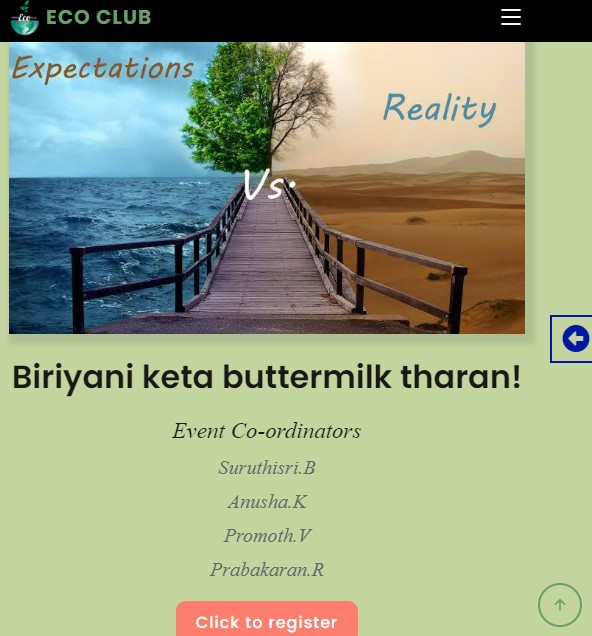 Eco
ECO CLUB
Expectations
Reality
Vs.
Biriyani keta buttermilk tharan!
Event Co-ordinators
Suruthisri.B
Anusha.K
Promoth.V
Prabakaran.R
Click to register